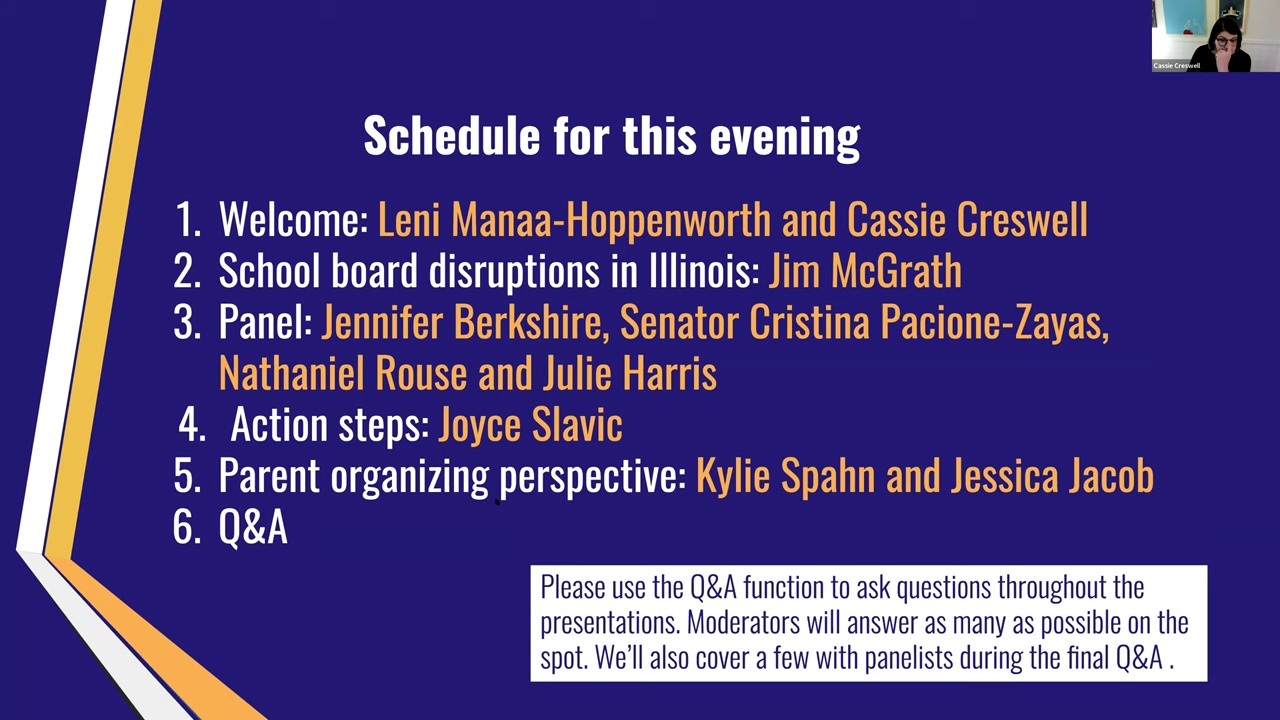 Cassie Creswell
Schedule for this evening
1. Welcome: Leni Manaa-Hoppenworth and Cassie Creswell
2. School board disruptions in Illinois: Jim McGrath
3. Panel: Jennifer Berkshire, Senator Cristina Pacione-Zayas,
Nathaniel Rouse and Julie Harris
4. Action steps: Joyce Slavic
5. Parent organizing perspective: Kylie Spahn and Jessica Jacob
6. Q&A
Please use the Q&A function to ask questions throughout the
presentations. Moderators will answer as many as possible on the
spot. We’ll also cover a few with panelists during the final Q&A .